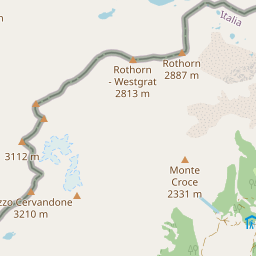 Italia
Rothorn
- Westgrat
2813 m
Rothorn
2887 m
3112 m
Monte
Croce
2331 m
zzo Cervandone
3210 m